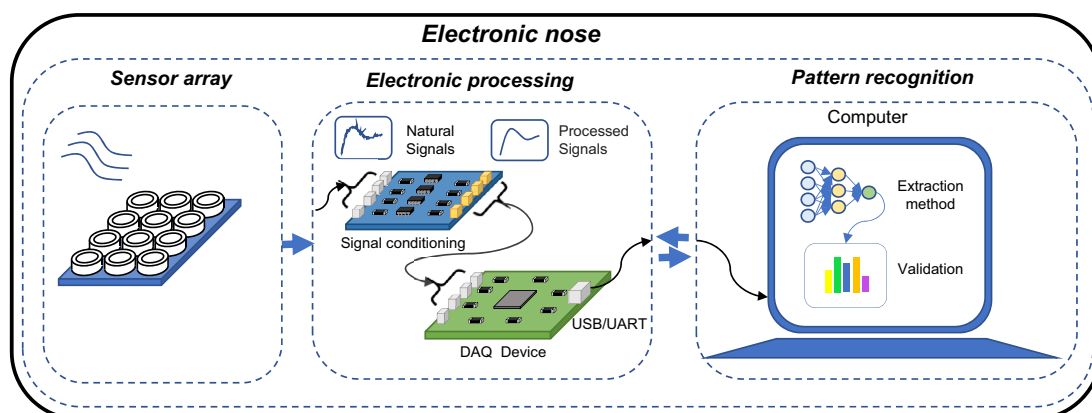 Electronic nose
Sensor array
Electronic processing
Pattern recognition
Natural
Signals
Processed
Signals
Signal conditioning
USB/UART
DAQ Device
Computer
Extraction
method
Validation